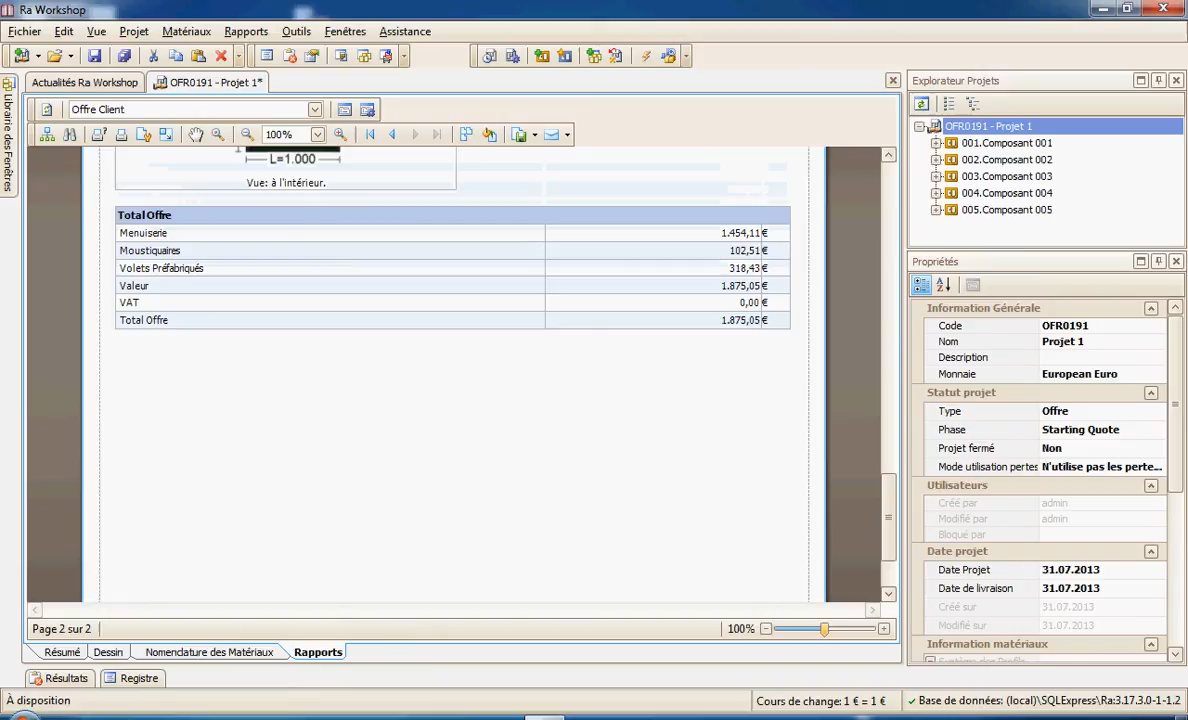 Ra Workshop
Fichier Edit Vue Projet Matériaux Rapports Outils Fenêtres Assistance
Actualités Ra Workshop
OFR0191 - Projet 1*
Librairie des Fenêtres
Offre Client
100%
L=1.000
Vue: à l'intérieur.
Total Offre
Menuiserie 1.454,11 €
Moustiquaires 102,51 €
Volets Préfabriqués 318,43 €
Valeur 1.875,05 €
VAT 0,00 €
Total Offre 1.875,05 €
Page 2 sur 2
100%
Résumé Dessin Nomenclature des Matériaux Rapports
Résultats Registre
Explorateur Projets
OFR0191 - Projet 1
001.Composant 001
002.Composant 002
003.Composant 003
004.Composant 004
005.Composant 005
Propriétés
Information Générale
Code OFR0191
Nom Projet 1
Description
Monnaie European Euro
Statut projet
Type Offre
Phase Starting Quote
Projet fermé Non
Mode utilisation pertes N'utilise pas les perte...
Utilisateurs
Créé par admin
Modifié par admin
Bloqué par
Date projet
Date Projet 31.07.2013
Date de livraison 31.07.2013
Créé sur 31.07.2013
Modifié sur 31.07.2013
Information matériaux
À disposition
Cours de change: 1 € = 1 €
Base de données: (local)\SQLExpress\Ra:3.17.3.0-1-1.2